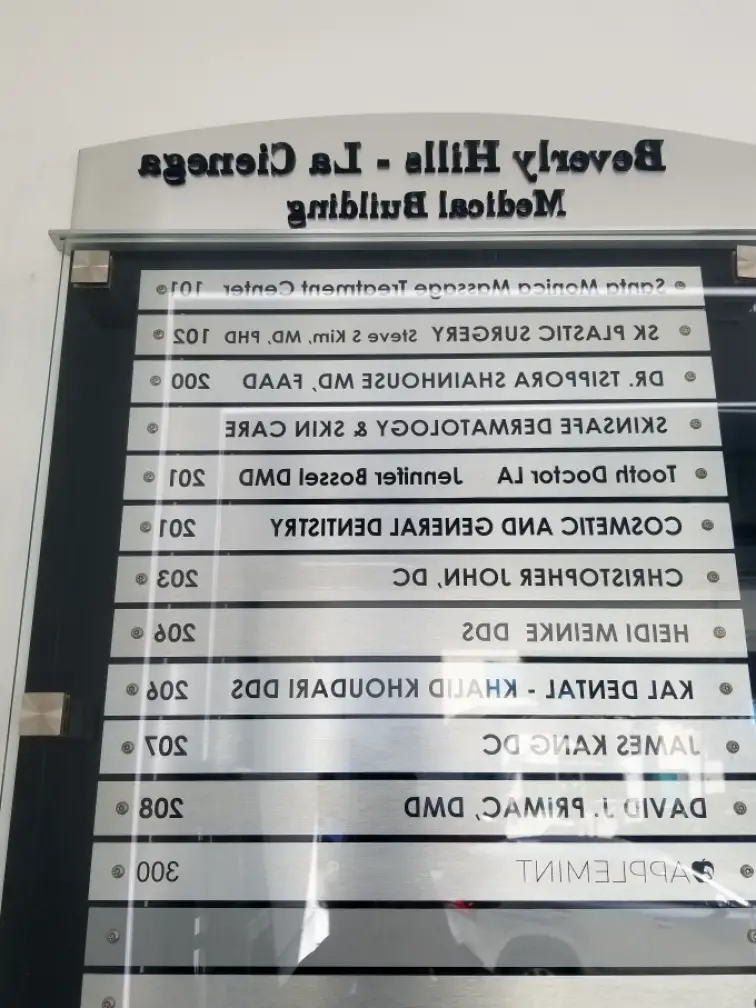 Beverly Hills - La Cienega
Medical Building
Santa Monica Massage Treatment Center 101
SK PLASTIC SURGERY Steve S Kim, MD, PHD 102
DR. TSIPPORA SHAINHOUSE MD, FAAD 200
SKINSAFE DERMATOLOGY & SKIN CARE
Tooth Doctor LA Jennifer Bossel DMD 201
COSMETIC AND GENERAL DENTISTRY 201
CHRISTOPHER JOHN, DC 203
HEIDI MEINKE DDS 206
KAL DENTAL - KHALID KHOUDARI DDS 206
JAMES KANG DC 207
DAVID J. PRIMAC, DMD 208
APPLEMINT 300